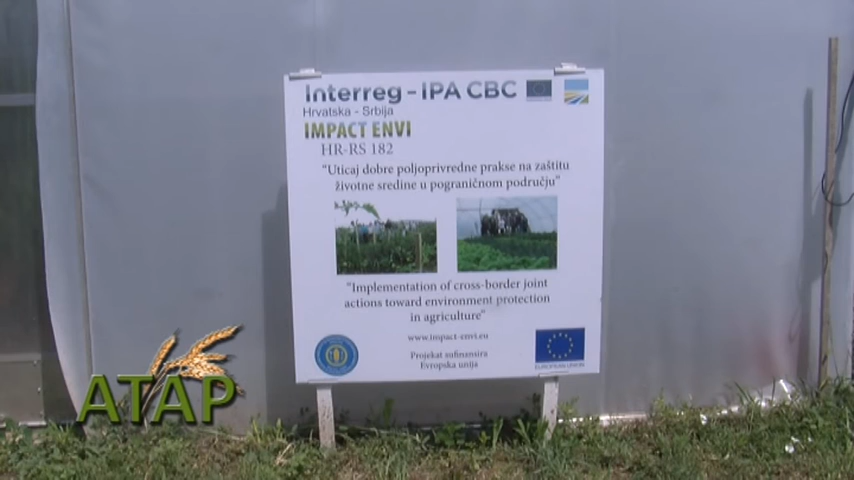 Interreg - IPA CBC
Hrvatska - Srbija
IMPACT ENVI
HR-RS 182
"Uticaj dobre poljoprivredne prakse na zaštitu
životne sredine u pograničnom području"
"Implementation of cross-border joint
actions toward environment protection
in agriculture"
www.impact-envi.eu
Projekat sufinansira
Evropska unija
EUROPEAN UNION
ATAP